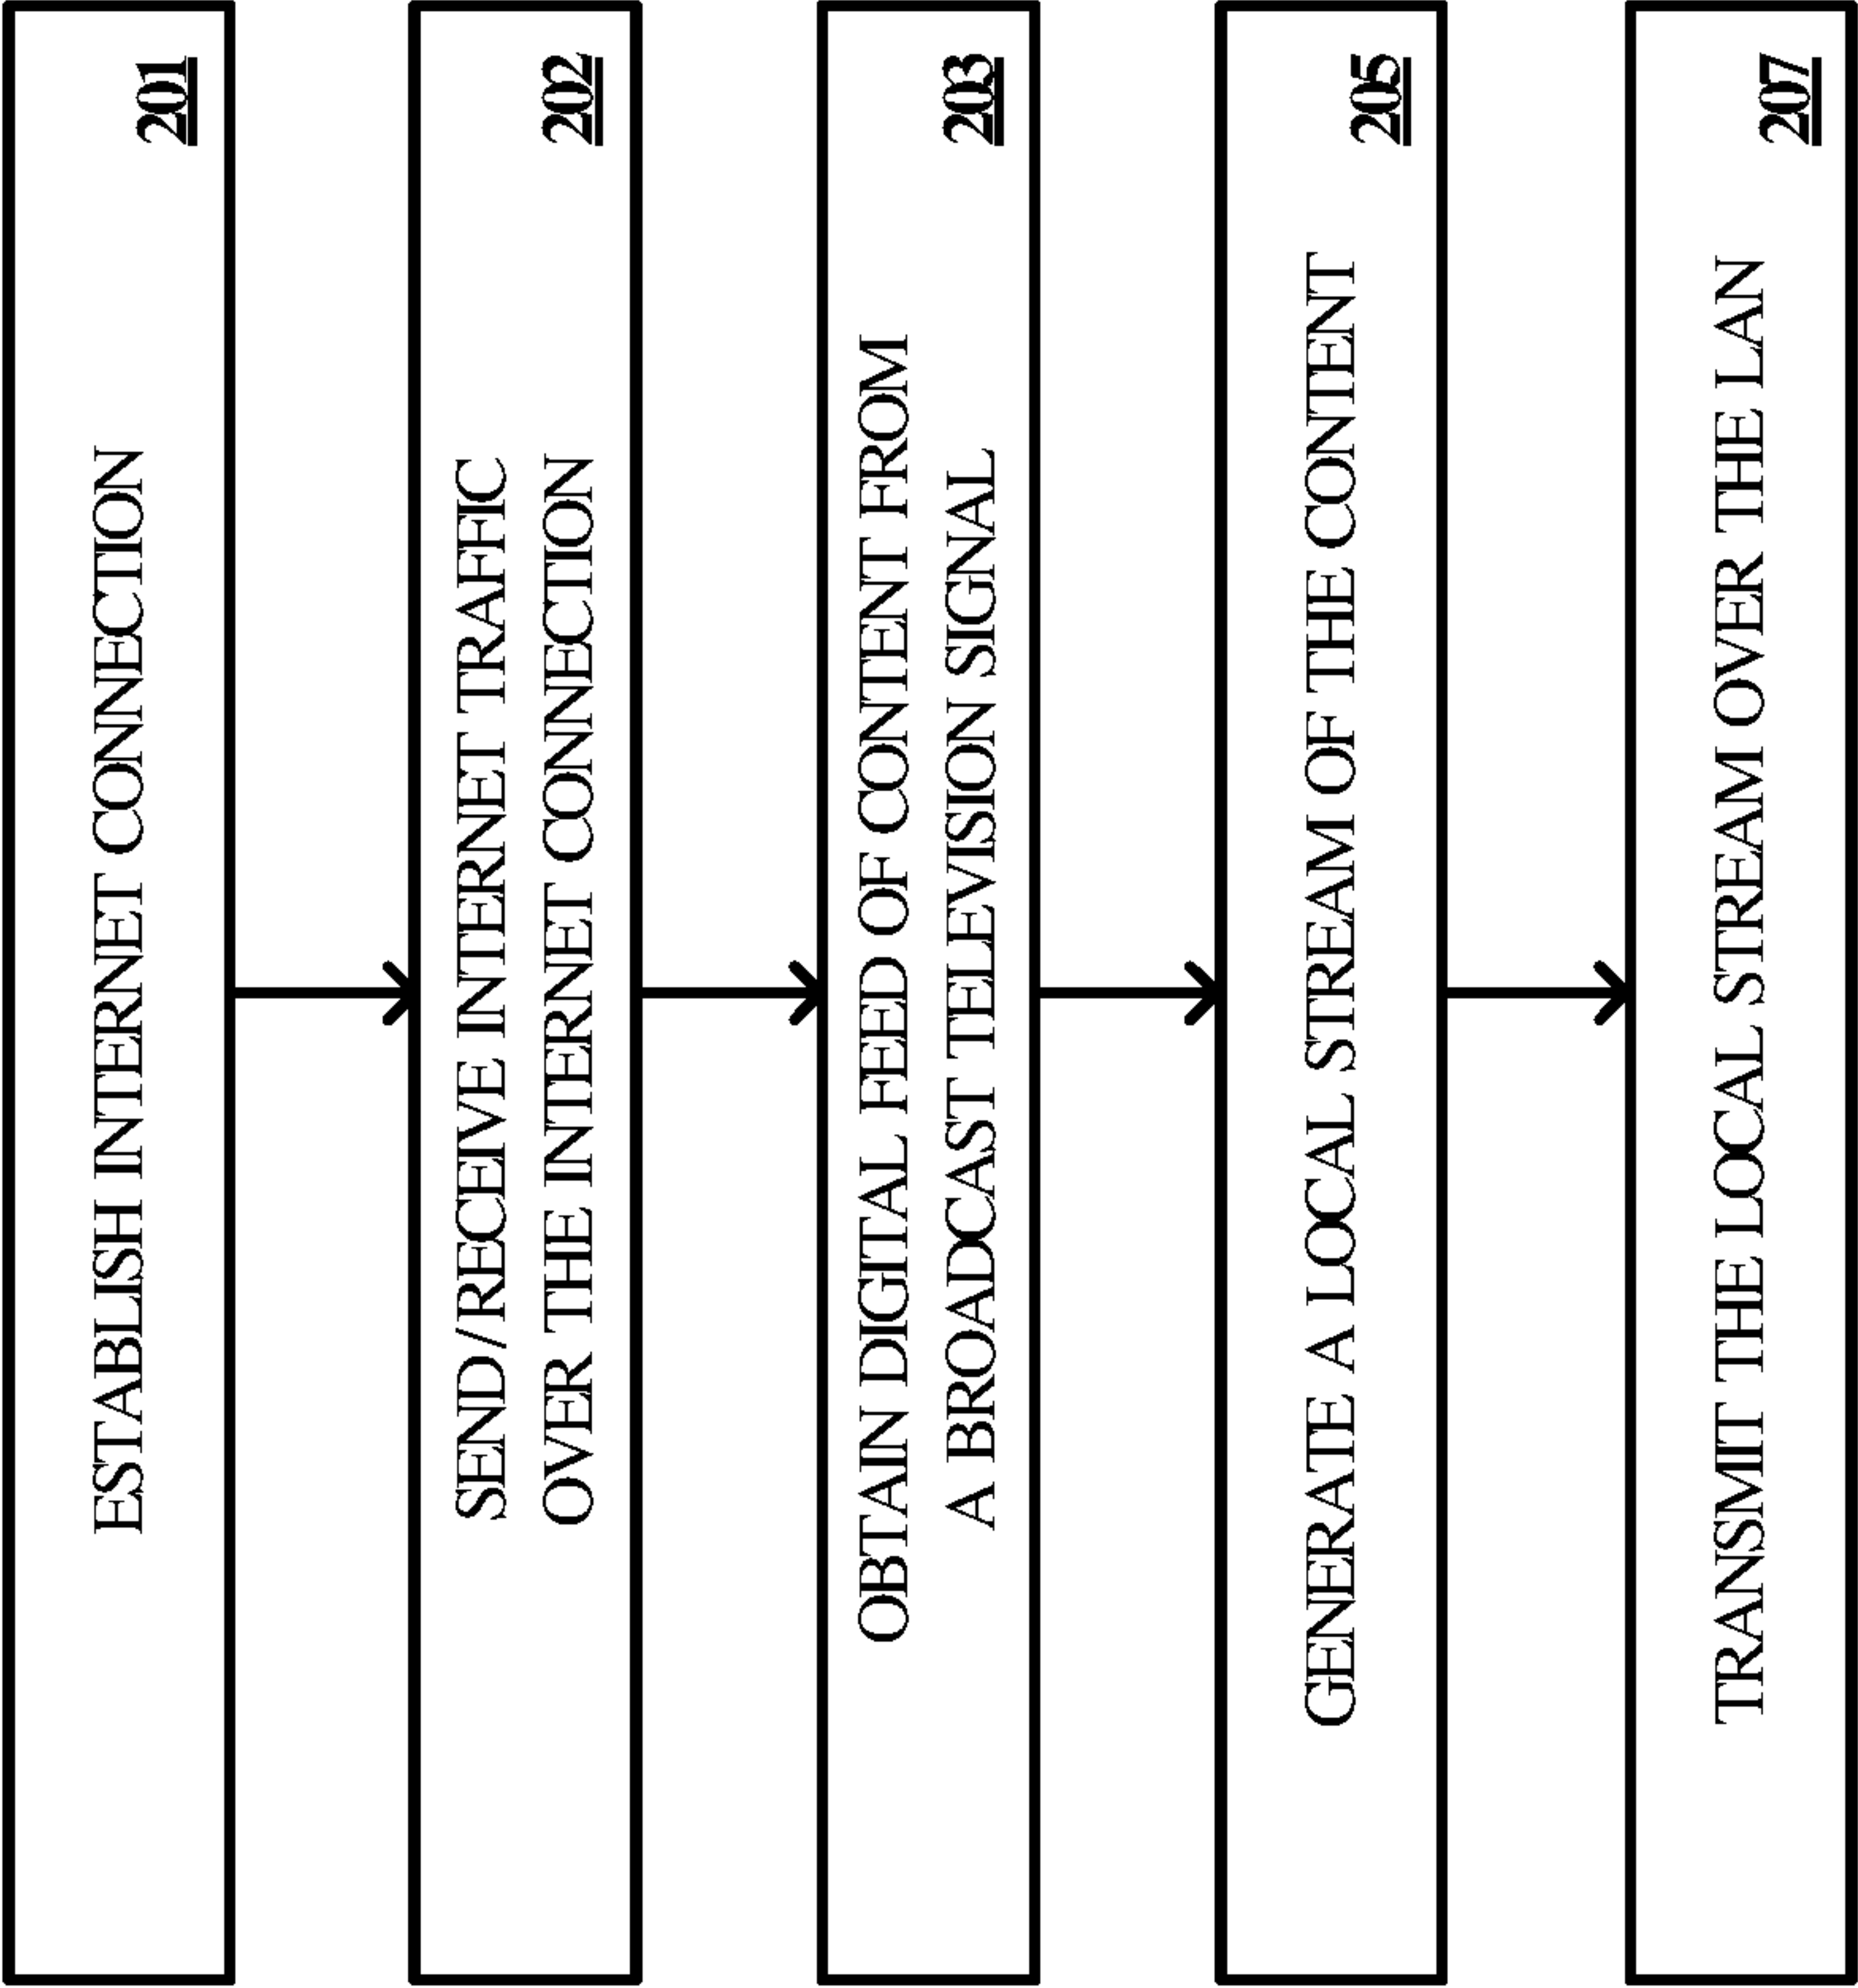 ESTABLISH INTERNET CONNECTION
201
SEND/RECEIVE INTERNET TRAFFIC
OVER THE INTERNET CONNECTION
202
OBTAIN DIGITAL FEED OF CONTENT FROM
A BROADCAST TELEVISION SIGNAL
203
GENERATE A LOCAL STREAM OF THE CONTENT
205
TRANSMIT THE LOCAL STREAM OVER THE LAN
207